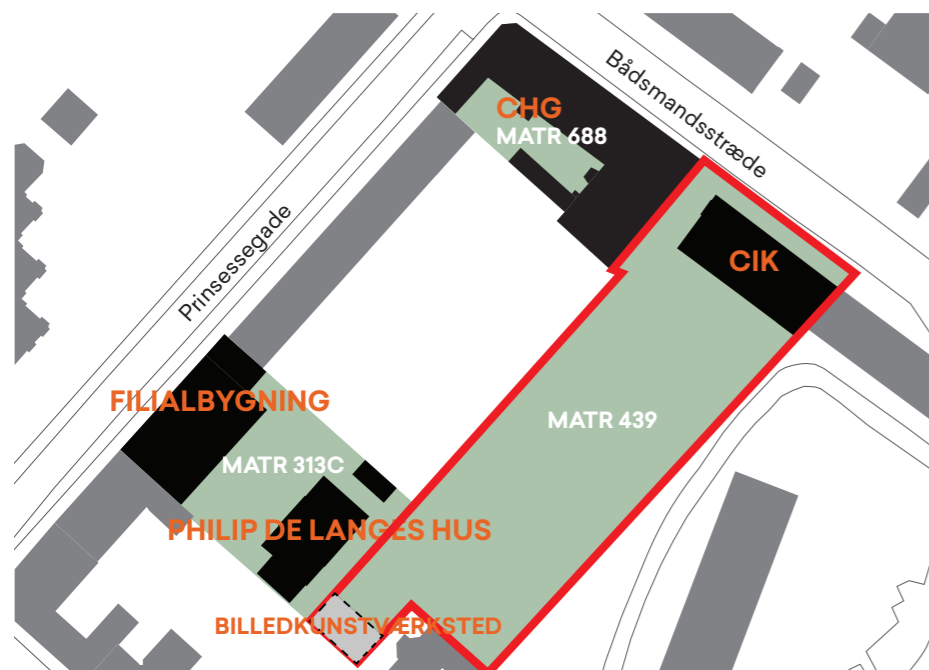 Bådsmandsstræde
CHG
MATR 688
CIK
Prinsessegade
FILIALBYGNING
MATR 439
MATR 313C
PHILIP DE LANGES HUS
BILLEDKUNSTVÆRKSTED